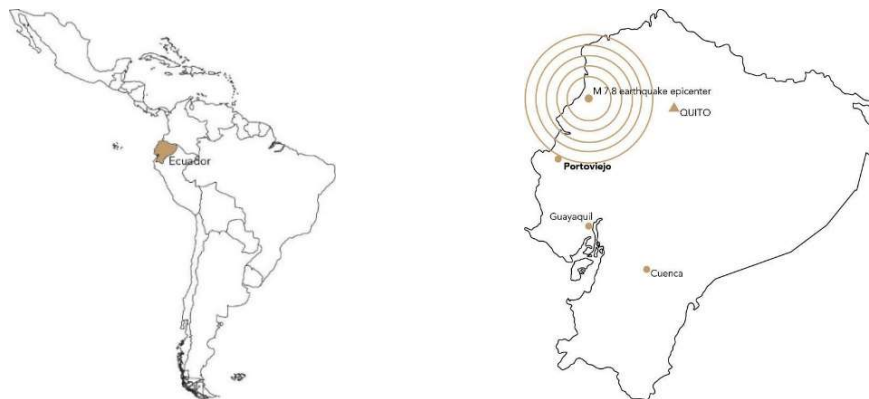 Ecuador
M 7.8 earthquake epicenter
QUITO
Portoviejo
Guayaquil
Cuenca